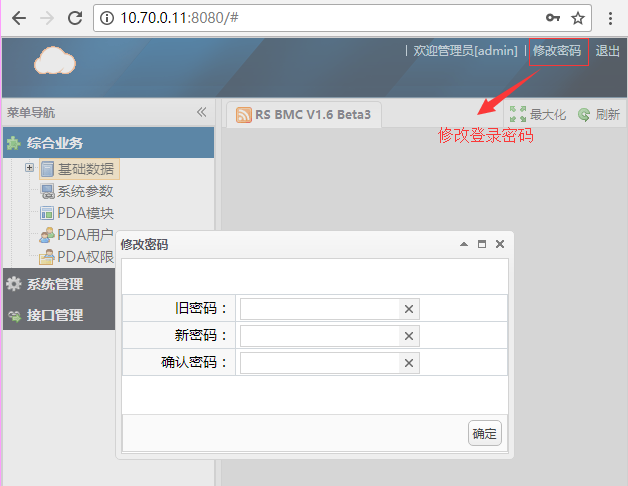 10.70.0.11:8080/#
| 欢迎管理员[admin] | 修改密码 退出
菜单导航
RS BMC V1.6 Beta3
最大化 刷新
修改登录密码
综合业务
基础数据
系统参数
PDA模块
PDA用户
PDA权限
系统管理
接口管理
修改密码
旧密码：
新密码：
确认密码：
确定